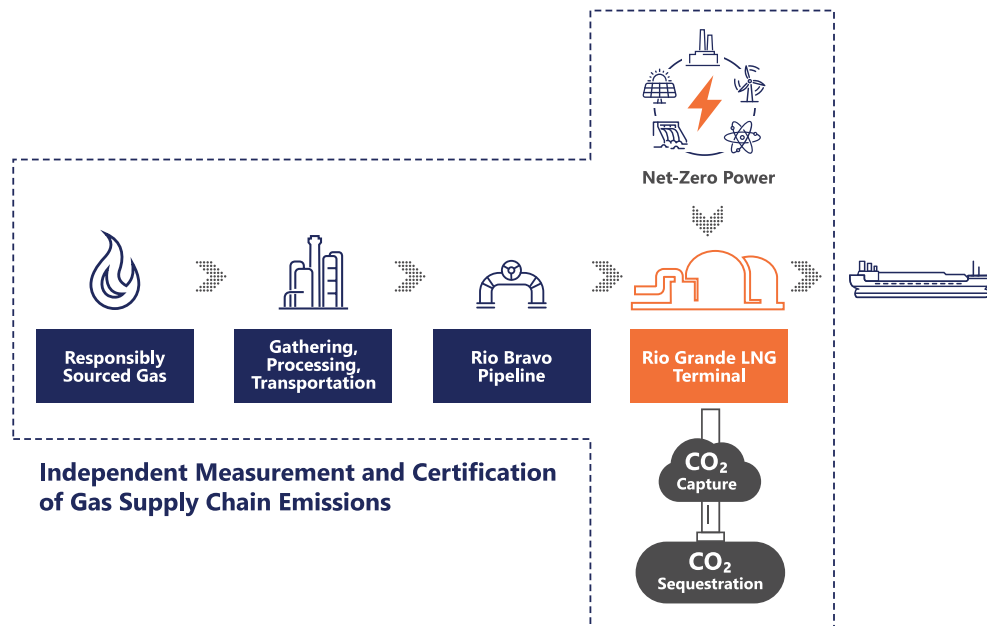 Net-Zero Power
Responsibly
Sourced Gas
Gathering,
Processing,
Transportation
Rio Bravo
Pipeline
Rio Grande LNG
Terminal
Independent Measurement and Certification
of Gas Supply Chain Emissions
CO₂
Capture
CO₂
Sequestration